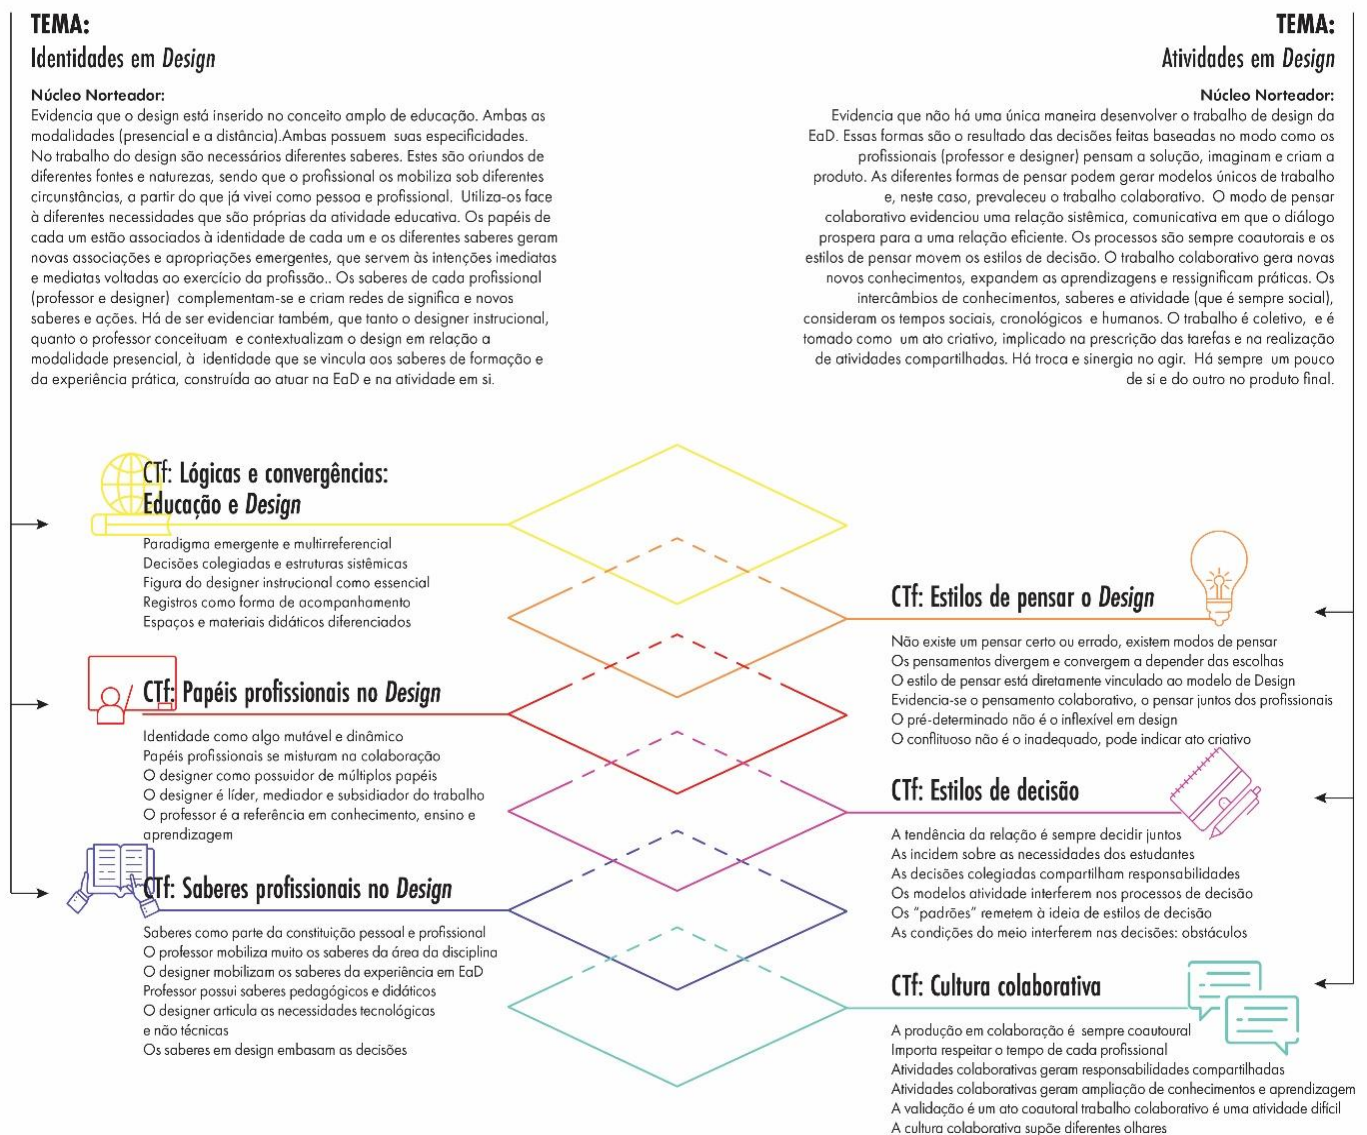 TEMA:
Identidades em Design
Núcleo Norteador:
Evidencia que o design está inserido no conceito amplo de educação. Ambas as
modalidades (presencial e a distância).Ambas possuem suas especificidades.
No trabalho do design são necessários diferentes saberes. Estes são oriundos de
diferentes fontes e naturezas, sendo que o profissional os mobiliza sob diferentes
circunstâncias, a partir do que já vivei como pessoa e profissional. Utiliza-os face
à diferentes necessidades que são próprias da atividade educativa. Os papéis de
cada um estão associados à identidade de cada um e os diferentes saberes geram
novas associações e apropriações emergentes, que servem às intenções imediatas
e mediatas voltadas ao exercício da profissão.. Os saberes de cada profissional
(professor e designer) complementam-se e criam redes de significa e novos
saberes e ações. Há de ser evidenciar também, que tanto o designer instrucional,
quanto o professor conceituam e contextualizam o design em relação a
modalidade presencial, à identidade que se vincula aos saberes de formação e
da experiência prática, construída ao atuar na EaD e na atividade em si.
TEMA:
Atividades em Design
Núcleo Norteador:
Evidencia que não há uma única maneira desenvolver o trabalho de design da
EaD. Essas formas são o resultado das decisões feitas baseadas no modo como os
profissionais (professor e designer) pensam a solução, imaginam e criam a
produto. As diferentes formas de pensar podem gerar modelos únicos de trabalho
e, neste caso, prevaleceu o trabalho colaborativo. O modo de pensar
colaborativo evidenciou uma relação sistêmica, comunicativa em que o diálogo
prospera para a uma relação eficiente. Os processos são sempre coautorais e os
estilos de pensar movem os estilos de decisão. O trabalho colaborativo gera novas
novos conhecimentos, expandem as aprendizagens e ressignificam práticas. Os
intercâmbios de conhecimentos, saberes e atividade (que é sempre social),
consideram os tempos sociais, cronológicos e humanos. O trabalho é coletivo, e é
tomado como um ato criativo, implicado na prescrição das tarefas e na realização
de atividades compartilhadas. Há troca e sinergia no agir. Há sempre um pouco
de si e do outro no produto final.
CTf: Lógicas e convergências:
Educação e Design
Paradigma emergente e multirreferencial
Decisões colegiadas e estruturas sistêmicas
Figura do designer instrucional como essencial
Registros como forma de acompanhamento
Espaços e materiais didáticos diferenciados
CTf: Estilos de pensar o Design
Não existe um pensar certo ou errado, existem modos de pensar
Os pensamentos divergem e convergem a depender das escolhas
O estilo de pensar está diretamente vinculado ao modelo de Design
Evidencia-se o pensamento colaborativo, o pensar juntos dos profissionais
O pré-determinado não é o inflexível em design
O conflituoso não é o inadequado, pode indicar ato criativo
CTf: Papéis profissionais no Design
Identidade como algo mutável e dinâmico
Papéis profissionais se misturam na colaboração
O designer como possuidor de múltiplos papéis
O designer é líder, mediador e subsidiador do trabalho
O professor é a referência em conhecimento, ensino e
aprendizagem
CTf: Estilos de decisão
A tendência da relação é sempre decidir juntos
As incidem sobre as necessidades dos estudantes
As decisões colegiadas compartilham responsabilidades
Os modelos atividade interferem nos processos de decisão
Os “padrões” remetem à ideia de estilos de decisão
As condições do meio interferem nas decisões: obstáculos
CTf: Saberes profissionais no Design
Saberes como parte da constituição pessoal e profissional
O professor mobiliza muito os saberes da área da disciplina
O designer mobilizam os saberes da experiência em EaD
Professor possui saberes pedagógicos e didáticos
O designer articula as necessidades tecnológicas
e não técnicas
Os saberes em design embasam as decisões
CTf: Cultura colaborativa
A produção em colaboração é sempre coautoural
Importa respeitar o tempo de cada profissional
Atividades colaborativas geram responsabilidades compartilhadas
Atividades colaborativas geram ampliação de conhecimentos e aprendizagem
A validação é um ato coautoral trabalho colaborativo é uma atividade difícil
A cultura colaborativa supõe diferentes olhares